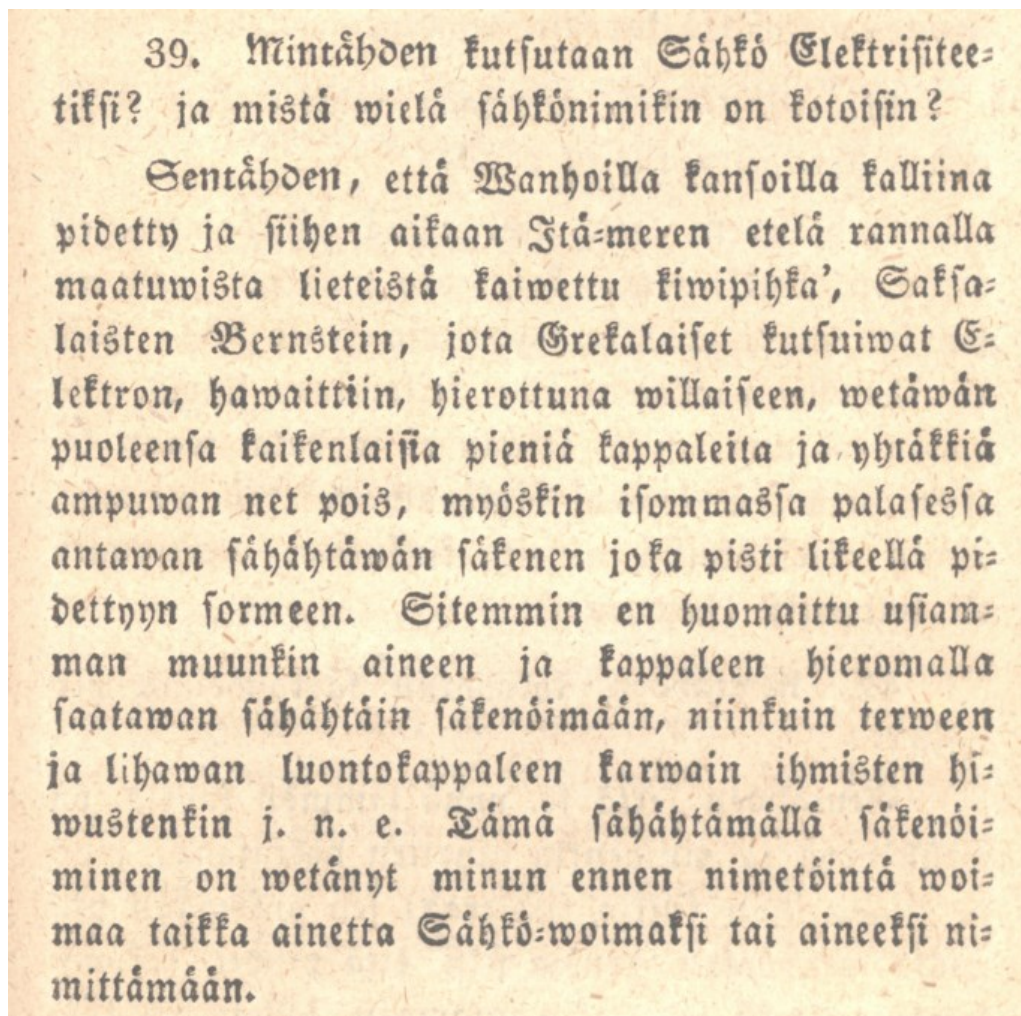 39. Mintähden kutsutaan Sähkö Elektrisitee-
tiksi? ja mistä wielä sähkönimikin on kotoisin?
Sentähden, että Wanhoilla kansoilla kalliina
pidetty ja siihen aikaan Itä-meren etelä rannalla
maatuwista lieteistä kaiwettu kiwipihka’, Saksa-
laisten Bernstein, jota Grekalaiset kutsuiwat E-
lektron, hawaittiin, hierottuna willaiseen, wetäwän
puoleensa kaikenlaisia pieniä kappaleita ja yhtäkkiä
ampuwan net pois, myöskin isommassa palasessa
antawan sähähtäwän säkenen joka pisti likeellä pi-
dettyyn sormeen. Sitemmin en huomaittu usiam-
man muunkin aineen ja kappaleen hieromalla
saatawan sähähtäin säkenöimään, niinkuin terween
ja lihawan luontokappaleen karwain ihmisten hi-
wustenkin j. n. e. Tämä sähähtämällä säkenöi-
minen on wetänyt minun ennen nimetöintä woi-
maa taikka ainetta Sähkö-woimaksi tai aineeksi ni-
mittämään.